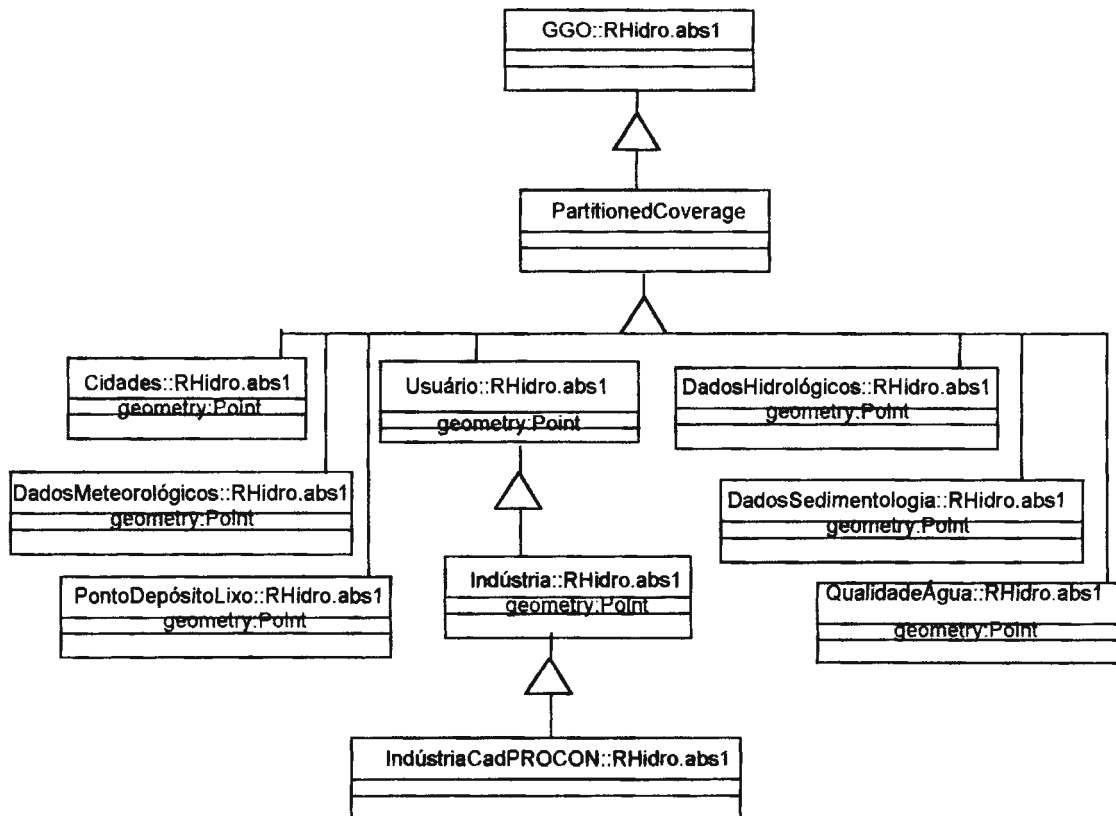 GGO::RHidro.abs1
PartitionedCoverage
Cidades::RHidro.abs1
geometry:Point
Usuário::RHidro.abs1
geometry:Point
DadosHidrológicos::RHidro.abs1
geometry:Point
DadosMeteorológicos::RHidro.abs1
geometry:Point
DadosSedimentologia::RHidro.abs1
geometry:Point
PontoDepósitoLixo::RHidro.abs1
geometry:Point
Indústria::RHidro.abs1
geometry:Point
QualidadeÁgua::RHidro.abs1
geometry:Point
IndústriaCadPROCON::RHidro.abs1